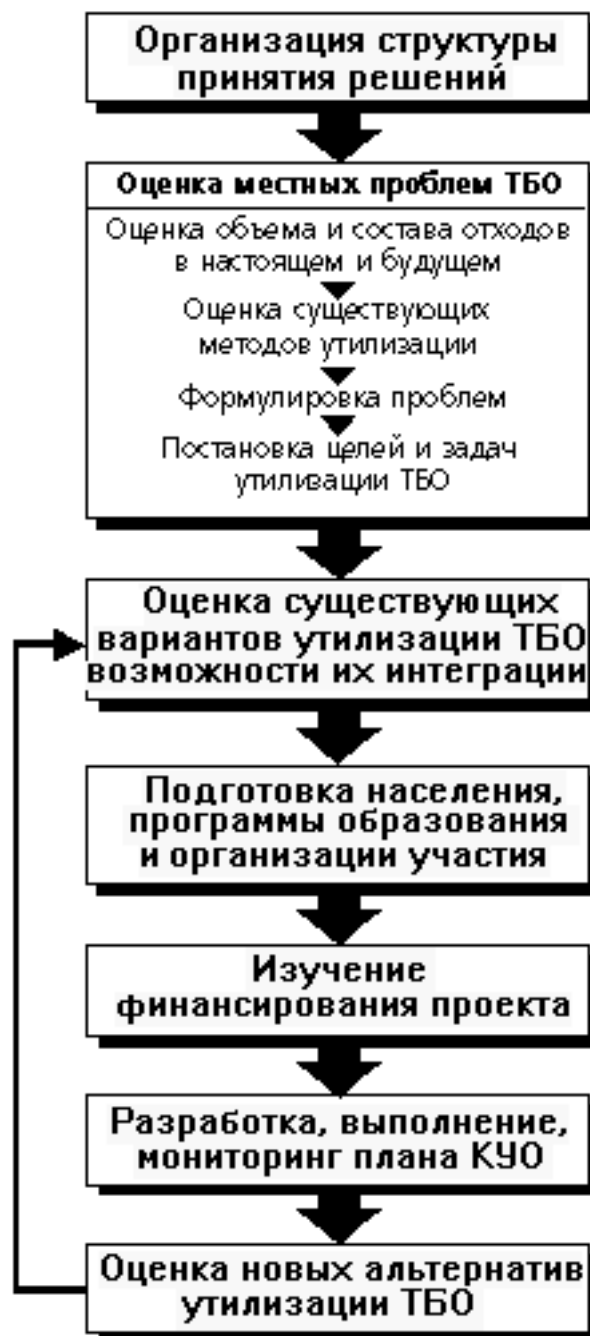 Организация структуры
принятия решений
Оценка местных проблем ТБО
Оценка объема и состава отходов
в настоящем и будущем
Оценка существующих
методов утилизации
Формулировка проблем
Постановка целей и задач
утилизации ТБО
Оценка существующих
вариантов утилизации ТБО
возможности их интеграции
Подготовка населения,
программы образования
и организации участия
Изучение
финансирования проекта
Разработка, выполнение,
мониторинг плана КУО
Оценка новых альтернатив
утилизации ТБО